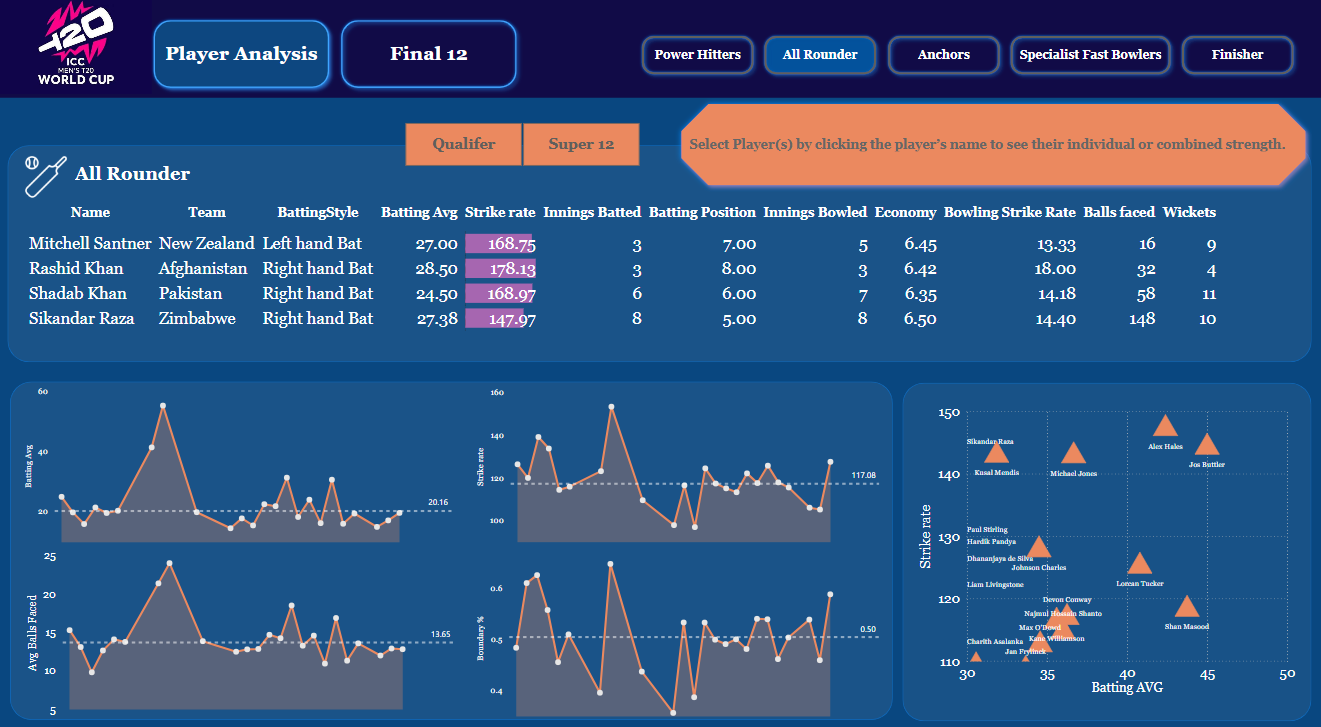 T20
ICC
MEN'S T20
WORLD CUP
Player Analysis
Final 12
Power Hitters
All Rounder
Anchors
Specialist Fast Bowlers
Finisher
Qualifer
Super 12
Select Player(s) by clicking the player's name to see their individual or combined strength.
All Rounder
Name Team BattingStyle Batting Avg Strike rate Innings Batted Batting Position Innings Bowled Economy Bowling Strike Rate Balls faced Wickets
Mitchell Santner New Zealand Left hand Bat 27.00 168.75 3 7.00 5 6.45 13.33 16 9
Rashid Khan Afghanistan Right hand Bat 28.50 178.13 3 8.00 3 6.42 18.00 32 4
Shadab Khan Pakistan Right hand Bat 24.50 168.97 6 6.00 7 6.35 14.18 58 11
Sikandar Raza Zimbabwe Right hand Bat 27.38 147.97 8 5.00 8 6.50 14.40 148 10
60
40
20
Batting Avg
20.16
160
140
120
100
Strike rate
117.08
25
20
15
10
5
Avg Balls Faced
13.65
0.6
0.5
0.4
Boundary %
0.50
150
140
130
120
110
Strike rate
Sikandar Raza
Kusal Mendis
Michael Jones
Alex Hales
Jos Buttler
Paul Stirling
Hardik Pandya
Dhananjaya de Silva
Johnson Charles
Liam Livingstone
Lorcan Tucker
Devon Conway
Najmul Hossain Shanto
Max O'Dowd
Shan Masood
Kane Williamson
Charith Asalanka
Jan Frylinck
30 35 40 45 50
Batting AVG